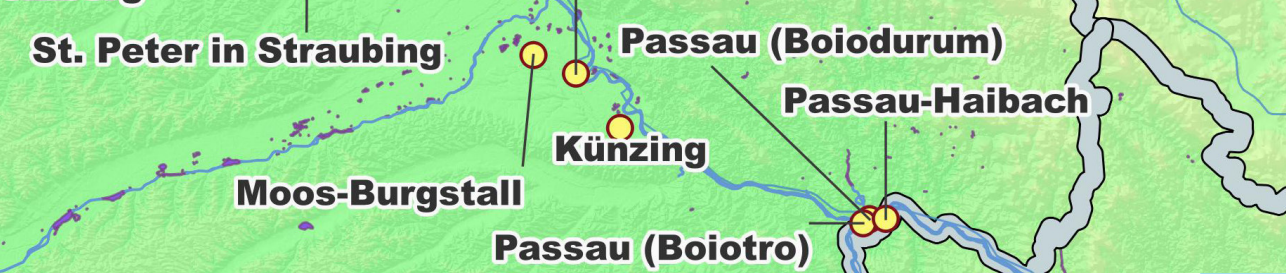 St. Peter in Straubing
Passau (Boiodurum)
Passau-Haibach
Künzing
Moos-Burgstall
Passau (Boiotro)